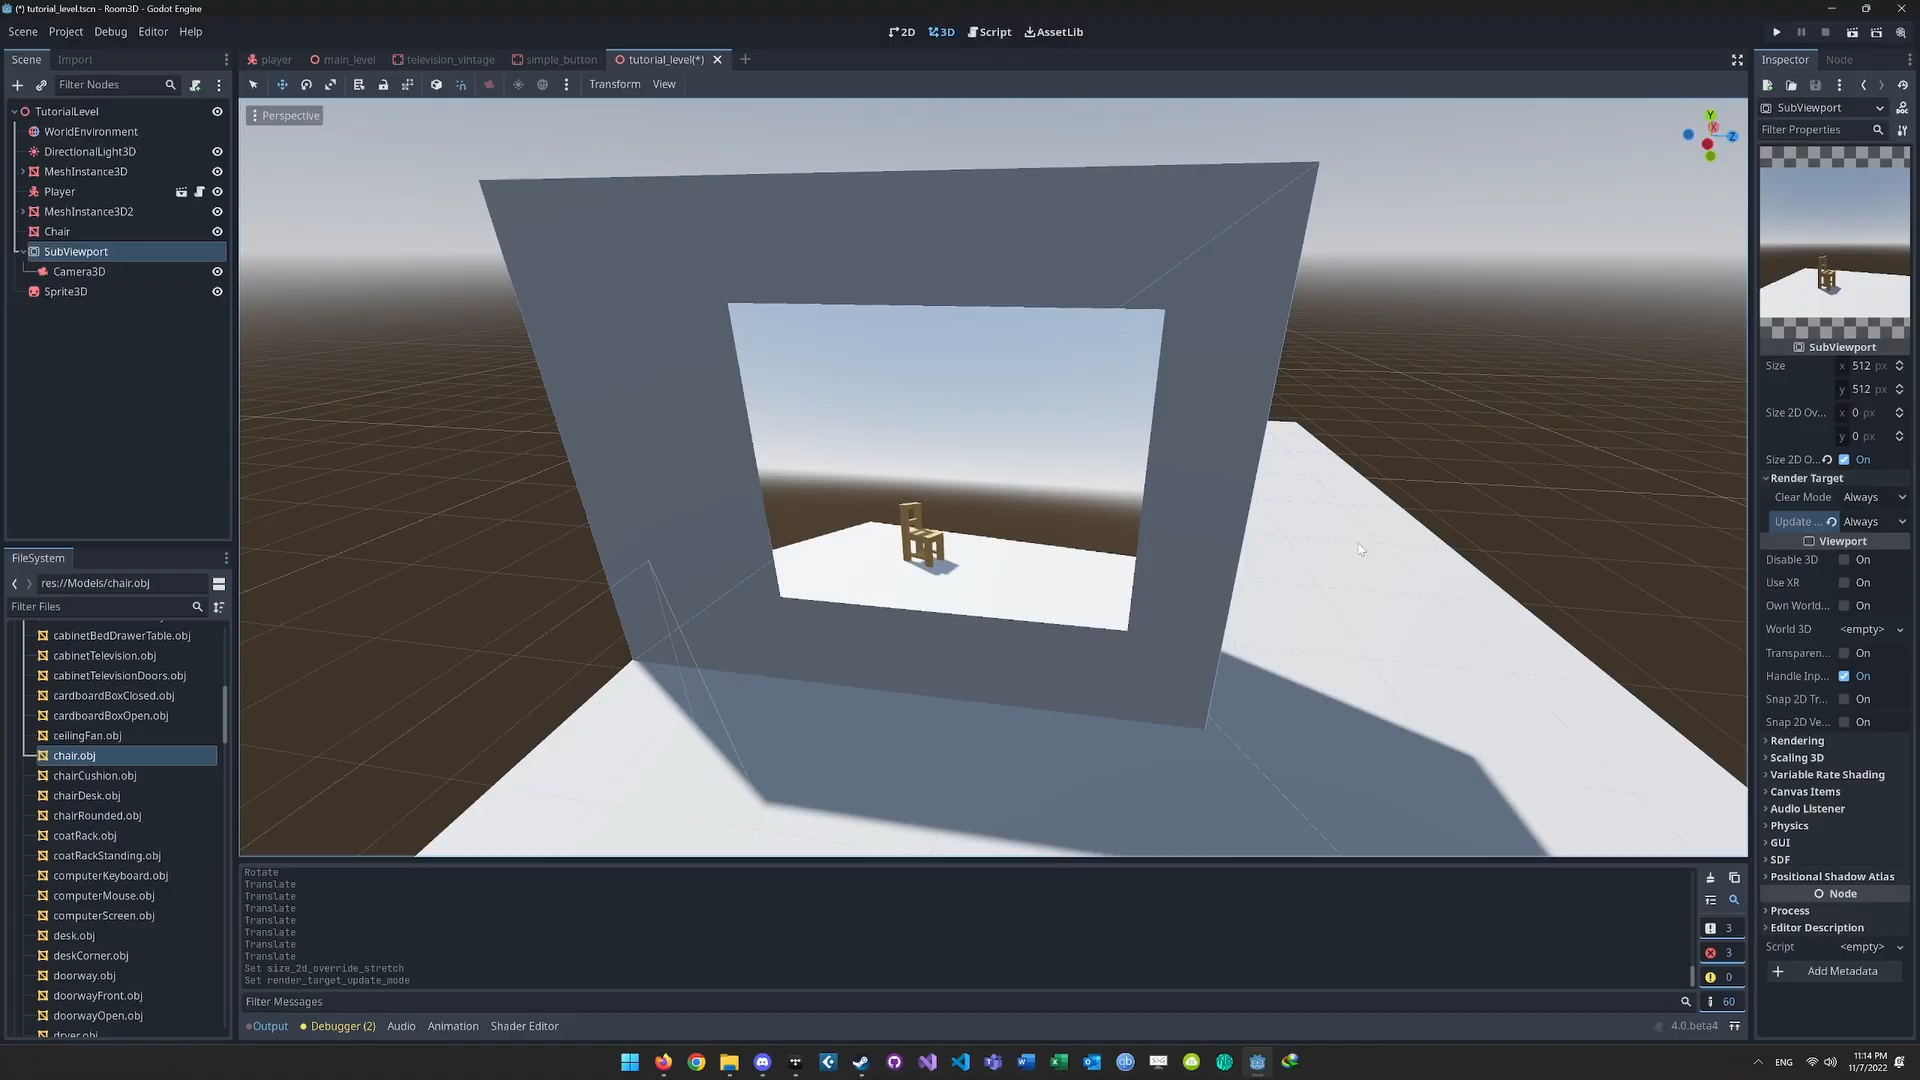 (*) tutorial_level.tscn - Room3D - Godot Engine
Scene Project Debug Editor Help
2D 3D Script AssetLib
Scene Import
player main_level television_vintage simple_button tutorial_level(*)
Inspector Node
Filter Nodes
Transform View
TutorialLevel
WorldEnvironment
DirectionalLight3D
MeshInstance3D
Player
MeshInstance3D2
Chair
SubViewport
Camera3D
Sprite3D
Perspective
Y
X
Z
SubViewport
Filter Properties
SubViewport
Size x 512 px
y 512 px
Size 2D Ov... x 0 px
y 0 px
Size 2D O... On
Render Target
Clear Mode Always
Update ... Always
Viewport
Disable 3D On
Use XR On
Own World... On
World 3D <empty>
Transparen... On
Handle Inp... On
Snap 2D Tr... On
Snap 2D Ve... On
Rendering
Scaling 3D
Variable Rate Shading
Canvas Items
Audio Listener
Physics
GUI
SDF
Positional Shadow Atlas
Node
Process
Editor Description
Script <empty>
Add Metadata
FileSystem
res://Models/chair.obj
Filter Files
cabinetBedDrawerTable.obj
cabinetTelevision.obj
cabinetTelevisionDoors.obj
cardboardBoxClosed.obj
cardboardBoxOpen.obj
ceilingFan.obj
chair.obj
chairCushion.obj
chairDesk.obj
chairRounded.obj
coatRack.obj
coatRackStanding.obj
computerKeyboard.obj
computerMouse.obj
computerScreen.obj
desk.obj
deskCorner.obj
doorway.obj
doorwayFront.obj
doorwayOpen.obj
dryer.obj
Rotate
Translate
Translate
Translate
Translate
Translate
Translate
Translate
Set size_2d_override_stretch
Set render_target_update_mode
3
3
0
60
Filter Messages
Output Debugger (2) Audio Animation Shader Editor
4.0.beta4
ENG
11:14 PM
11/7/2022